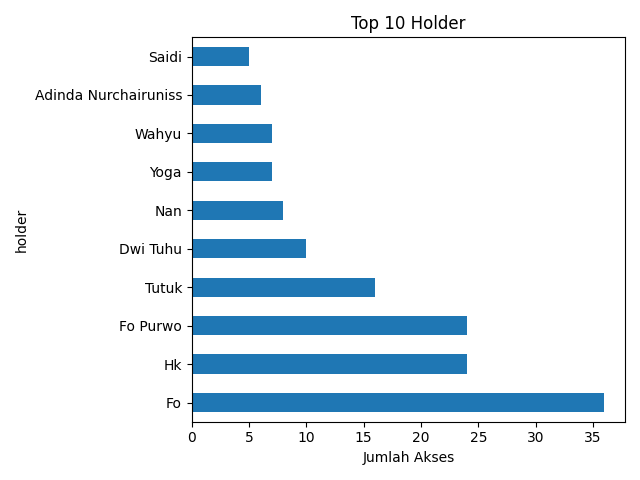 Top 10 Holder
Saidi
Adinda Nurchairuniss
Wahyu
Yoga
Nan
Dwi Tuhu
Tutuk
Fo Purwo
Hk
Fo
holder
0 5 10 15 20 25 30 35
Jumlah Akses